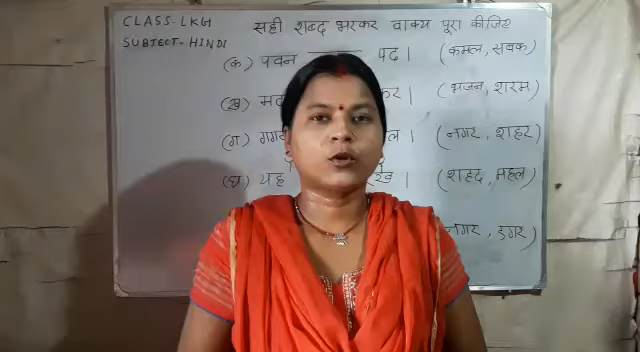 CLASS-LKG
SUBJECT-HINDI
सही शब्द भरकर वाक्य पूरा कीजिए
(क) पवन ____ पढ। (कमल, सबक)
(ख) कर। (भजन, शरम)
(ग) ल। (नगर, शहर)
(घ) यह । (शहद, महल)
नगर, डगर)